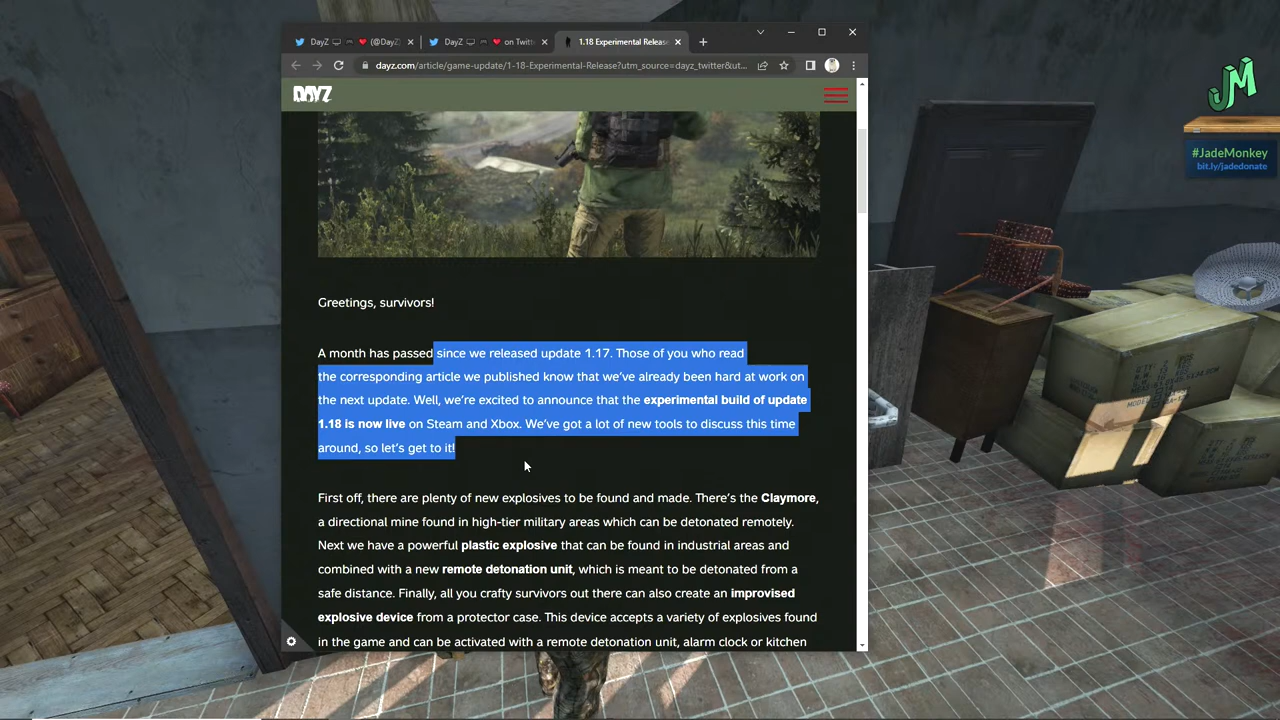 DayZ (@DayZ)
DayZ on Twitt
1.18 Experimental Release
dayz.com/article/game-update/1-18-Experimental-Release?utm_source=dayz_twitter&ut...
DAYZ
JM
#JadeMonkey
bit.ly/jadedonate
Greetings, survivors!
A month has passed since we released update 1.17. Those of you who read
the corresponding article we published know that we've already been hard at work on
the next update. Well, we're excited to announce that the experimental build of update
1.18 is now live on Steam and Xbox. We've got a lot of new tools to discuss this time
around, so let's get to it!
First off, there are plenty of new explosives to be found and made. There's the Claymore,
a directional mine found in high-tier military areas which can be detonated remotely.
Next we have a powerful plastic explosive that can be found in industrial areas and
combined with a new remote detonation unit, which is meant to be detonated from a
safe distance. Finally, all you crafty survivors out there can also create an improvised
explosive device from a protector case. This device accepts a variety of explosives found
in the game and can be activated with a remote detonation unit, alarm clock or kitchen